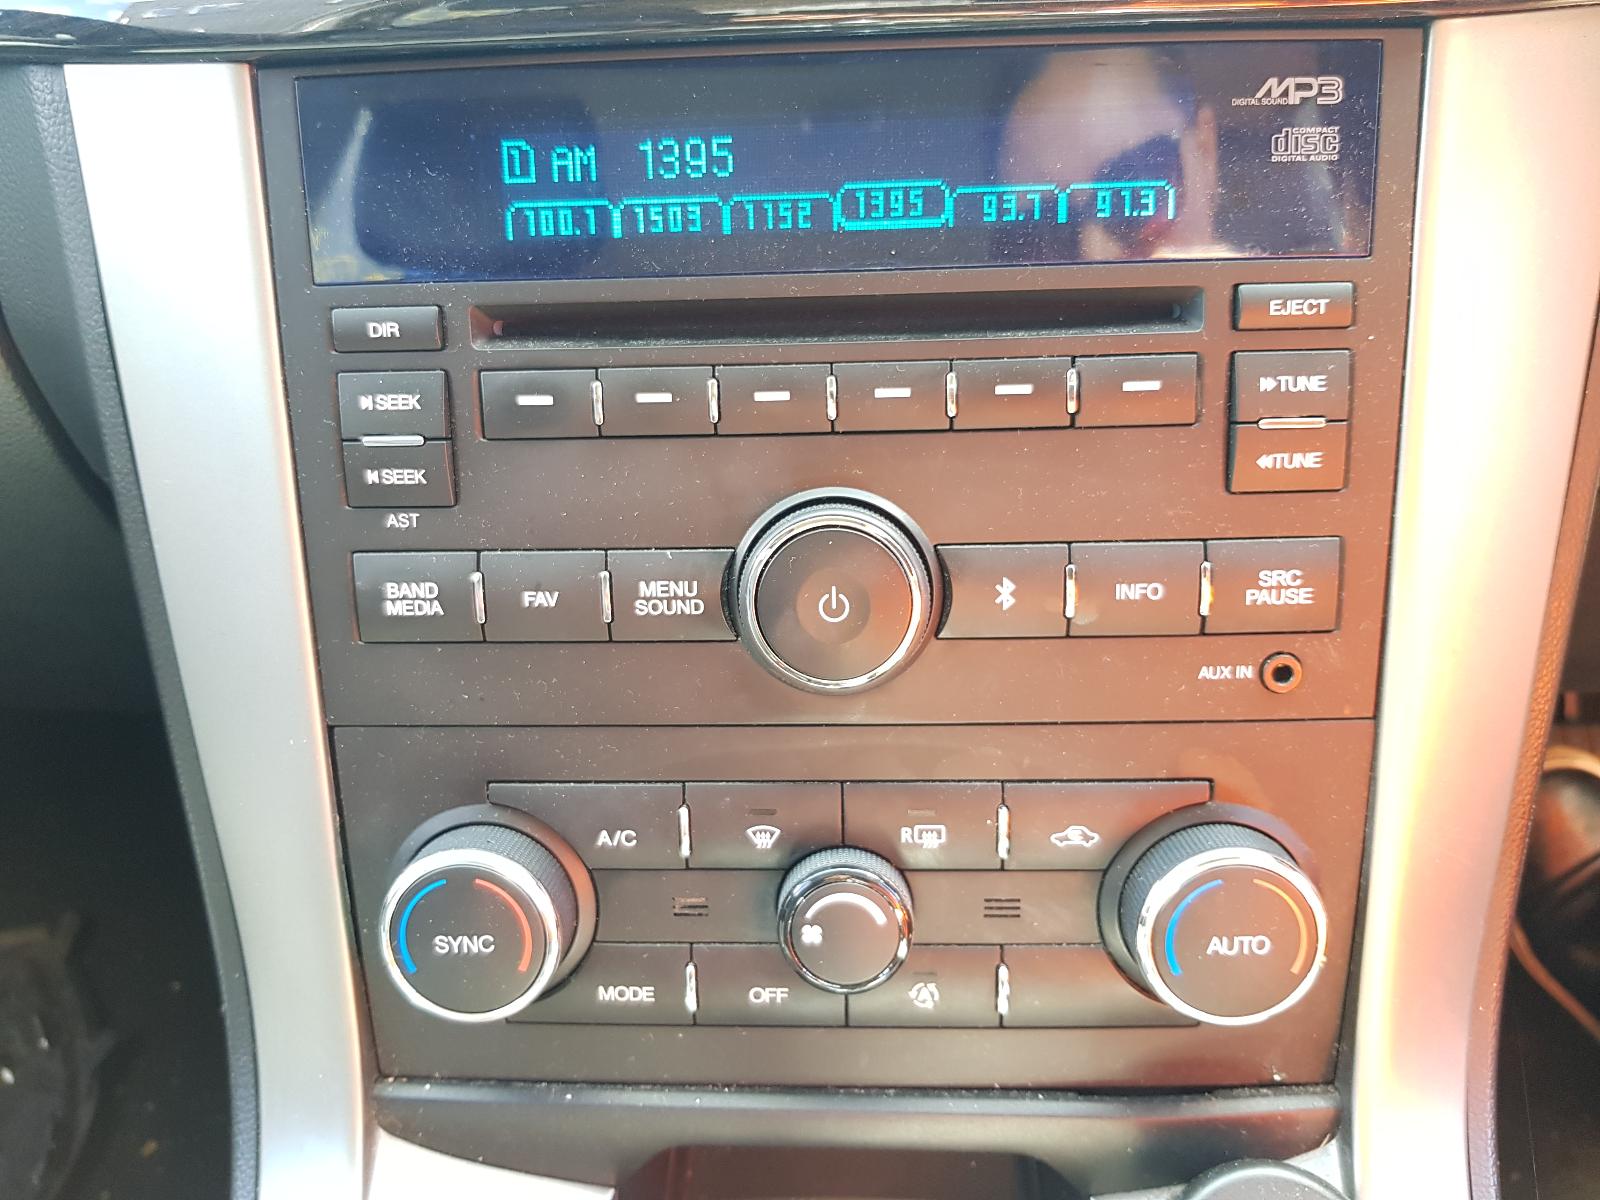 MP3
DIGITAL SOUND
COMPACT
disc
DIGITAL AUDIO
1 AM 1395
100.1 1503 1152 1395 93.7 97.3
DIR
EJECT
SEEK
TUNE
SEEK
TUNE
AST
BAND
MEDIA
FAV
MENU
SOUND
INFO
SRC
PAUSE
AUX IN
A/C
R
SYNC
AUTO
MODE
OFF